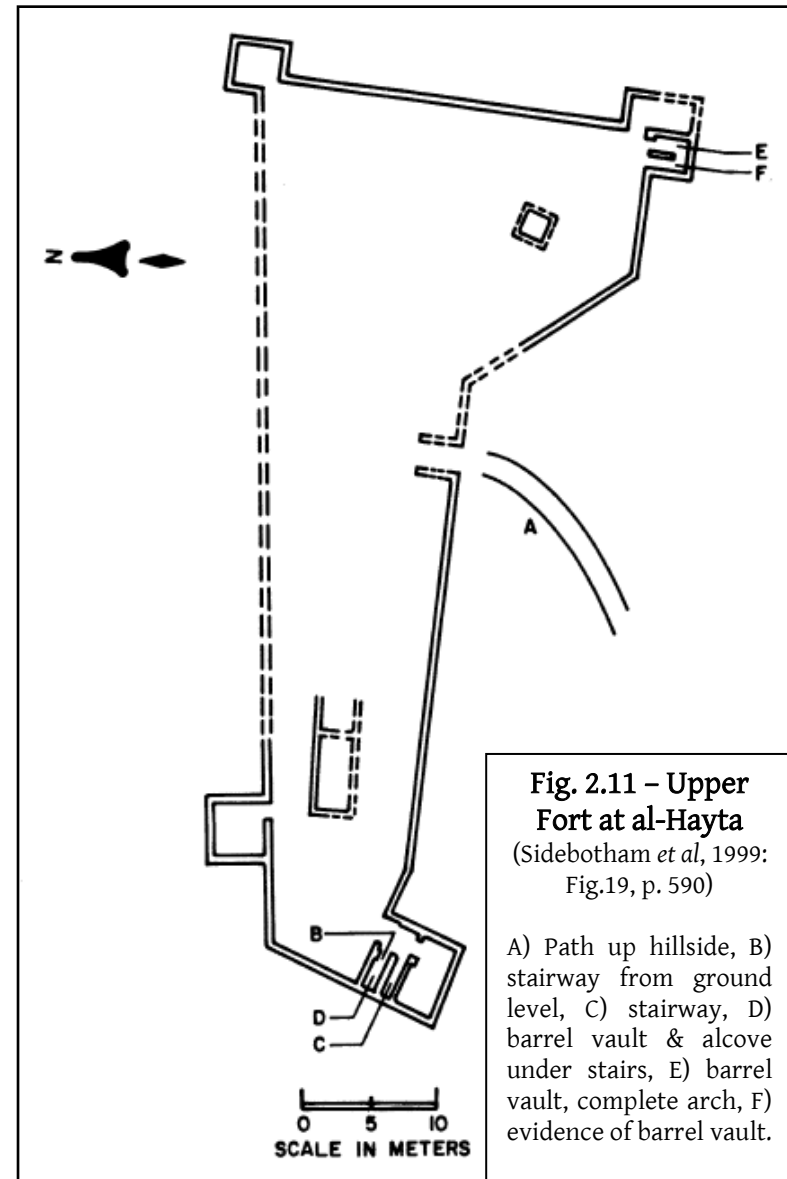 E
F
N
A
B
D
C
0 5 10
SCALE IN METERS
Fig. 2.11 – Upper
Fort at al-Hayta
(Sidebotham et al, 1999:
Fig.19, p. 590)
A) Path up hillside, B)
stairway from ground
level, C) stairway, D)
barrel vault & alcove
under stairs, E) barrel
vault, complete arch, F)
evidence of barrel vault.